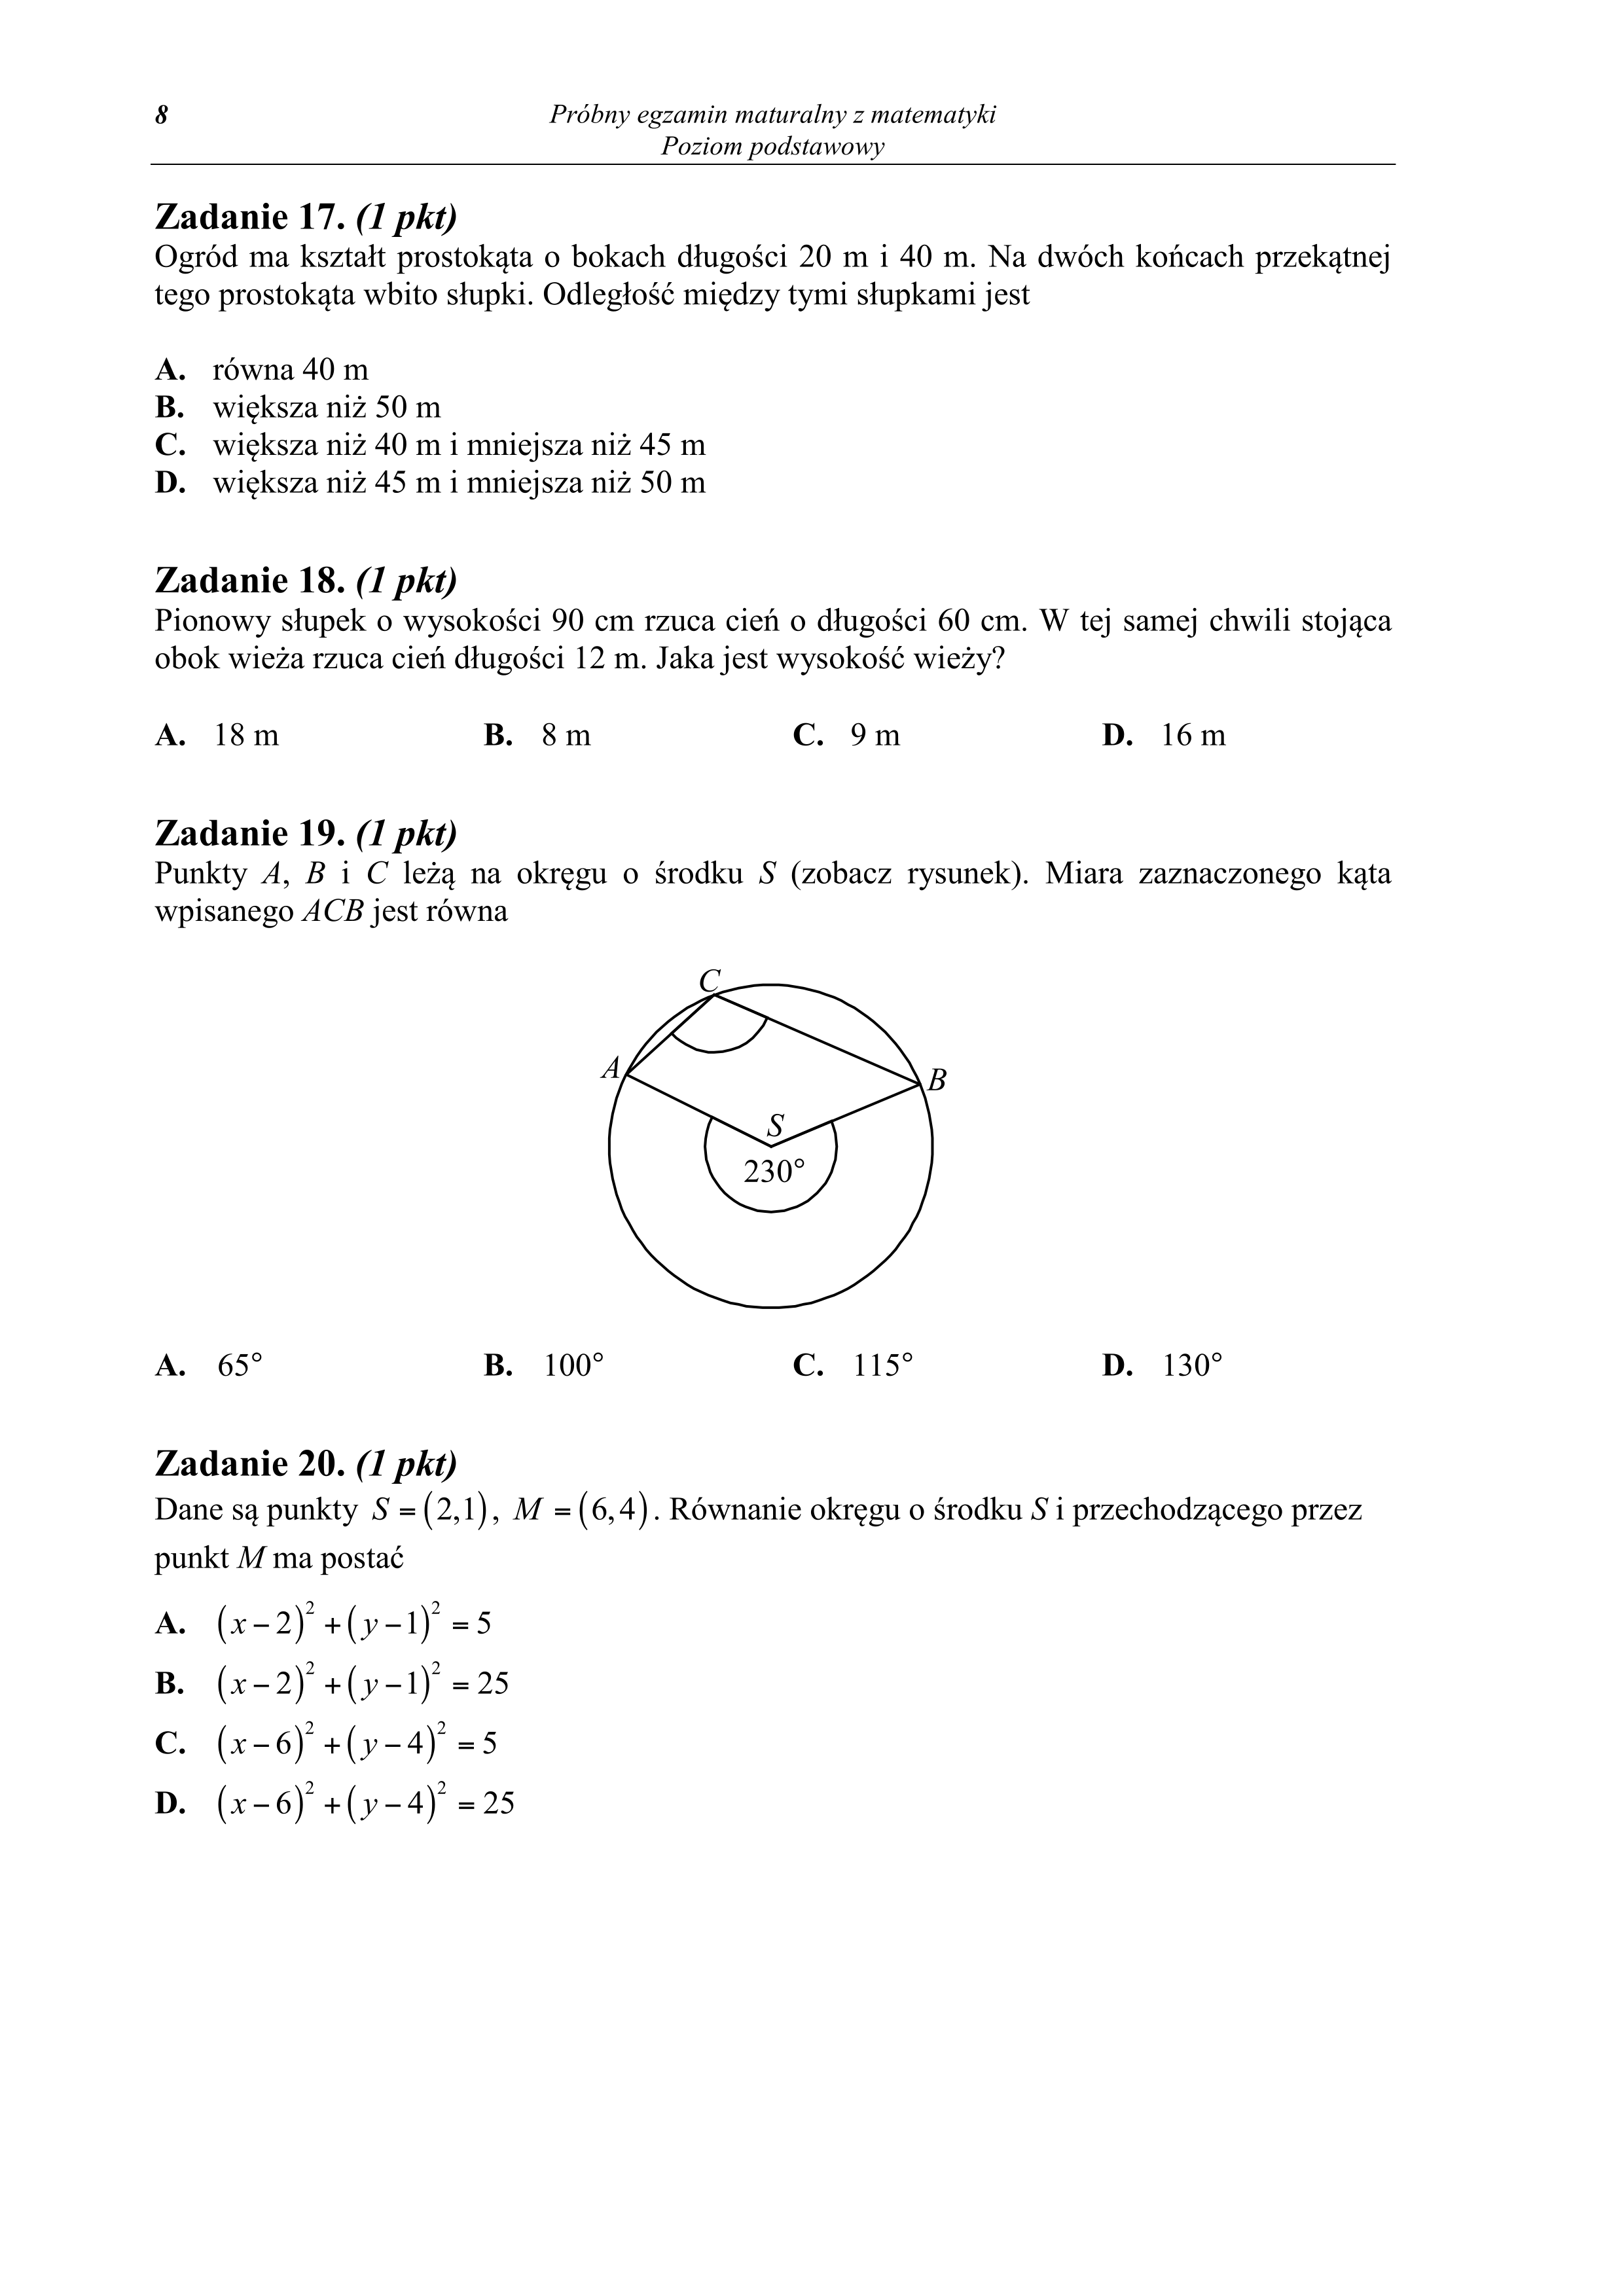 8
Próbny egzamin maturalny z matematyki
Poziom podstawowy
Zadanie 17. (1 pkt)
Ogród ma kształt prostokąta o bokach długości 20 m i 40 m. Na dwóch końcach przekątnej
tego prostokąta wbito słupki. Odległość między tymi słupkami jest
A. równa 40 m
B. większa niż 50 m
C. większa niż 40 m i mniejsza niż 45 m
D. większa niż 45 m i mniejsza niż 50 m
Zadanie 18. (1 pkt)
Pionowy słupek o wysokości 90 cm rzuca cień o długości 60 cm. W tej samej chwili stojąca
obok wieża rzuca cień długości 12 m. Jaka jest wysokość wieży?
A. 18 m B. 8 m C. 9 m D. 16 m
Zadanie 19. (1 pkt)
Punkty A, B i C leżą na okręgu o środku S (zobacz rysunek). Miara zaznaczonego kąta
wpisanego ACB jest równa
C
A
B
S
230°
A. 65° B. 100° C. 115° D. 130°
Zadanie 20. (1 pkt)
Dane są punkty S = (2,1), M = (6,4). Równanie okręgu o środku S i przechodzącego przez
punkt M ma postać
A. (x − 2)² + (y − 1)² = 5
B. (x − 2)² + (y − 1)² = 25
C. (x − 6)² + (y − 4)² = 5
D. (x − 6)² + (y − 4)² = 25